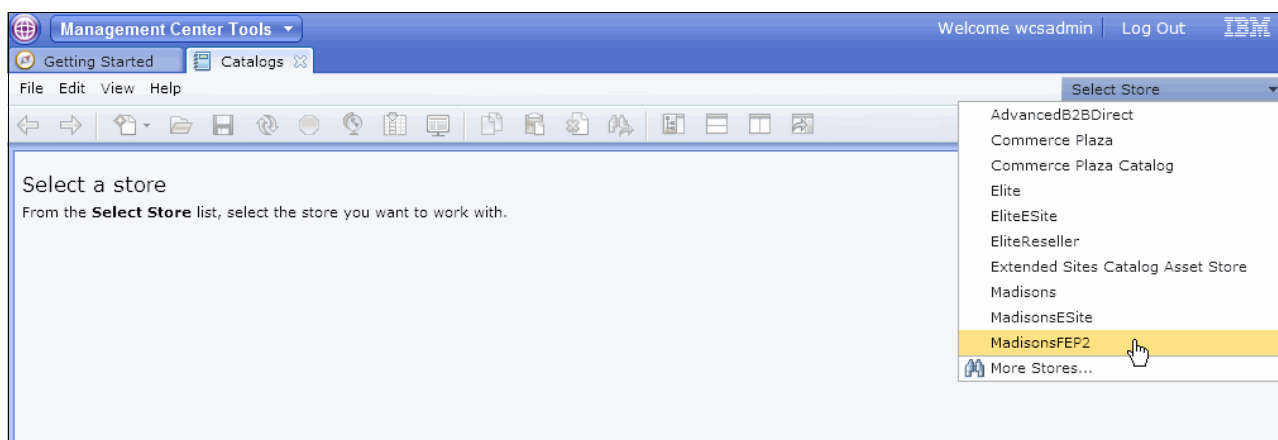 Management Center Tools Welcome wcsadmin Log Out IBM
Getting Started Catalogs
File Edit View Help Select Store
AdvancedB2BDirect
Commerce Plaza
Commerce Plaza Catalog
Elite
EliteESite
EliteReseller
Extended Sites Catalog Asset Store
Madisons
MadisonsESite
MadisonsFEP2
More Stores...
Select a store
From the Select Store list, select the store you want to work with.